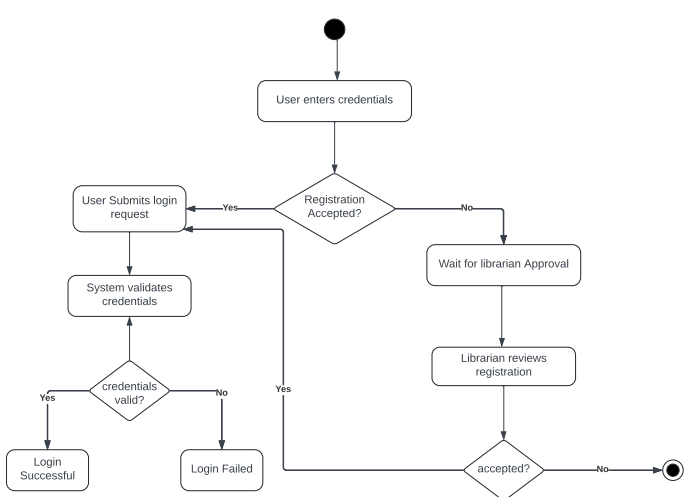 User enters credentials
Registration
Accepted?
Yes
No
User Submits login
request
Wait for librarian Approval
System validates
credentials
Librarian reviews
registration
credentials
valid?
Yes
No
Yes
Login
Successful
Login Failed
accepted?
No